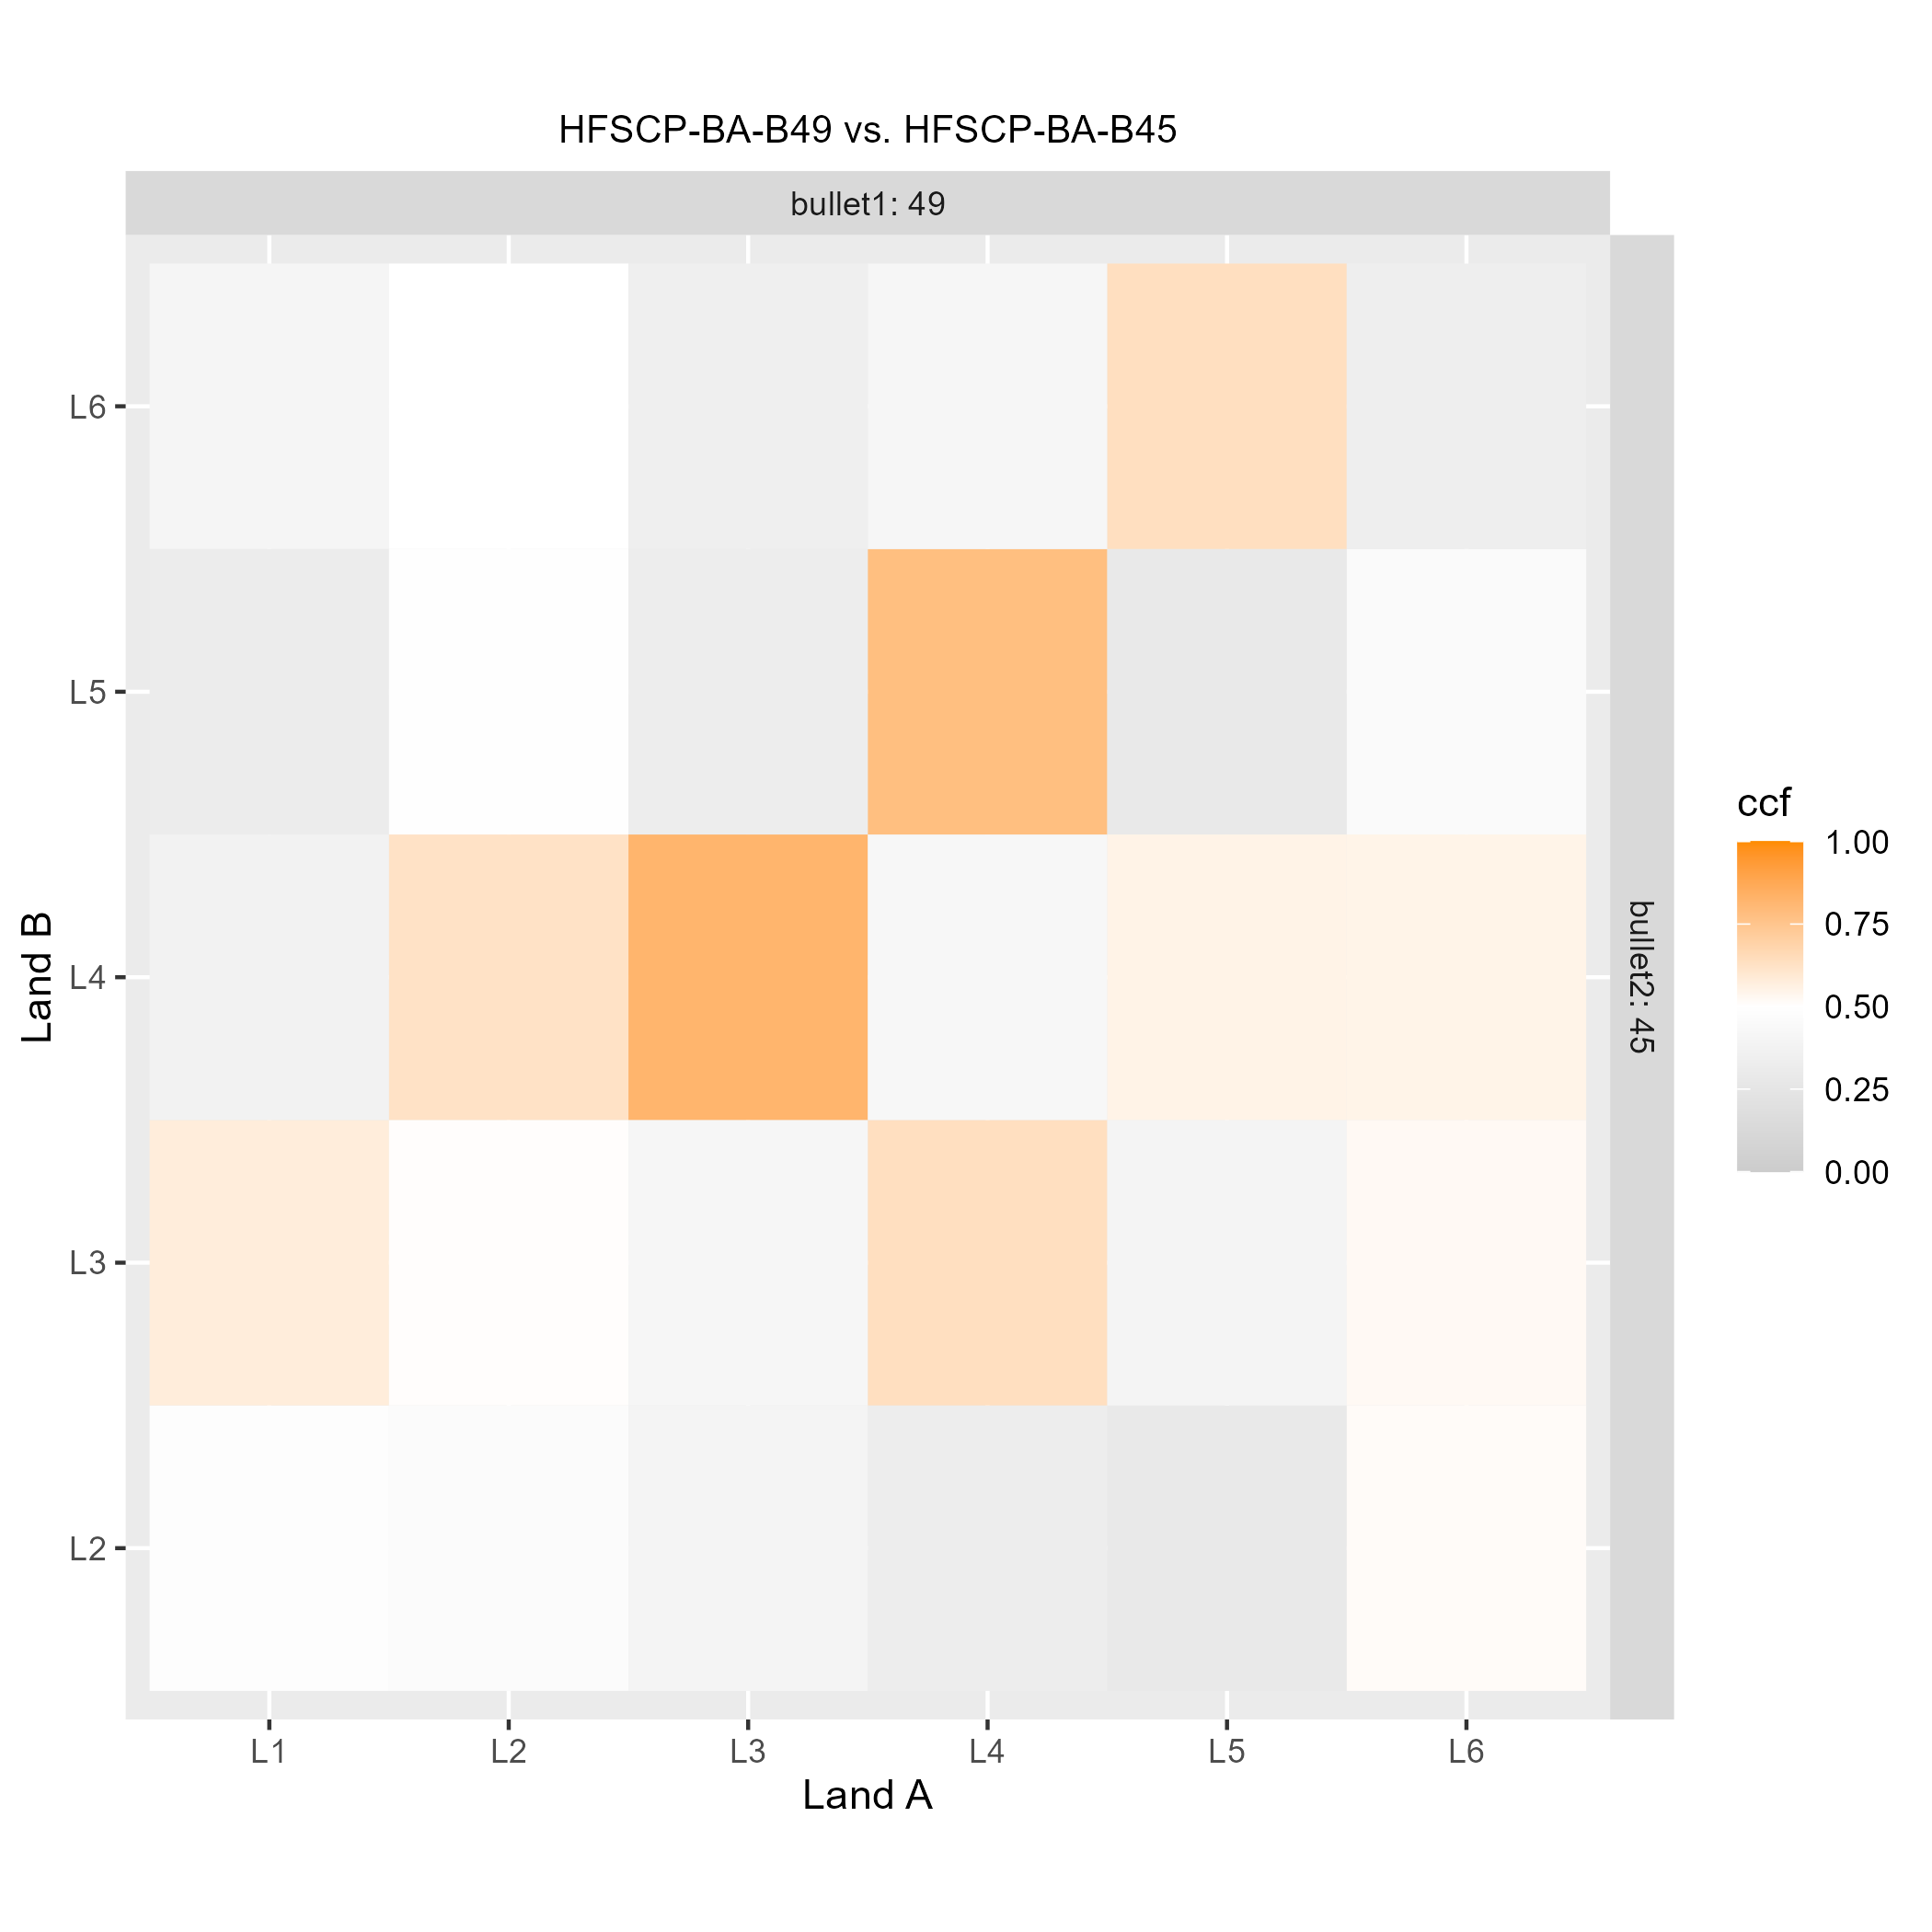 HFSCP-BA-B49 vs. HFSCP-BA-B45
bullet1: 49
L6
L5
L4
L3
L2
Land B
L1 L2 L3 L4 L5 L6
Land A
bullet2: 45
ccf
1.00
0.75
0.50
0.25
0.00